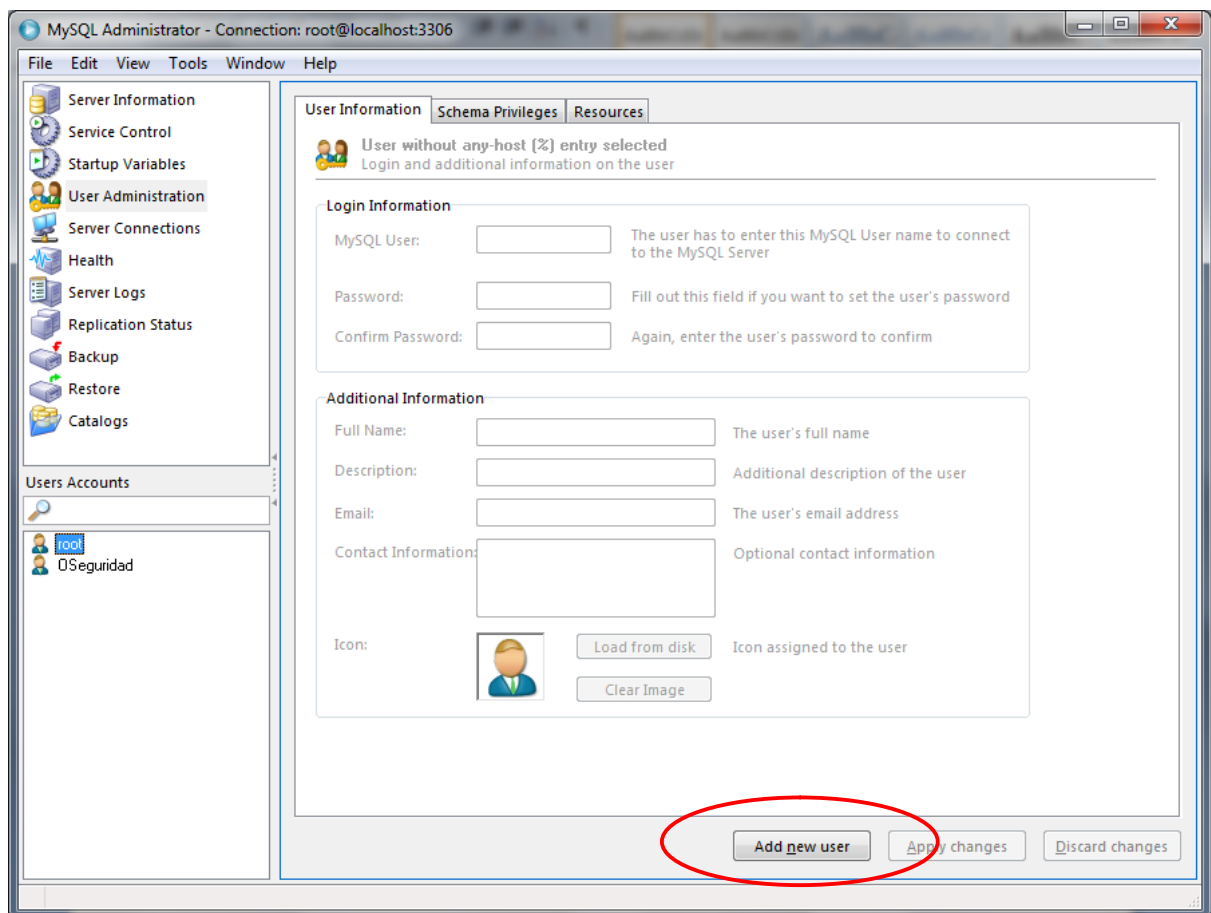 MySQL Administrator - Connection: root@localhost:3306
File Edit View Tools Window Help
Server Information
Service Control
Startup Variables
User Administration
Server Connections
Health
Server Logs
Replication Status
Backup
Restore
Catalogs
Users Accounts
root
OSeguridad
User Information Schema Privileges Resources
User without any-host (%) entry selected
Login and additional information on the user
Login Information
MySQL User: The user has to enter this MySQL User name to connect
to the MySQL Server
Password: Fill out this field if you want to set the user's password
Confirm Password: Again, enter the user's password to confirm
Additional Information
Full Name: The user's full name
Description: Additional description of the user
Email: The user's email address
Contact Information: Optional contact information
Icon: Load from disk Icon assigned to the user
Clear Image
Add new user Apply changes Discard changes